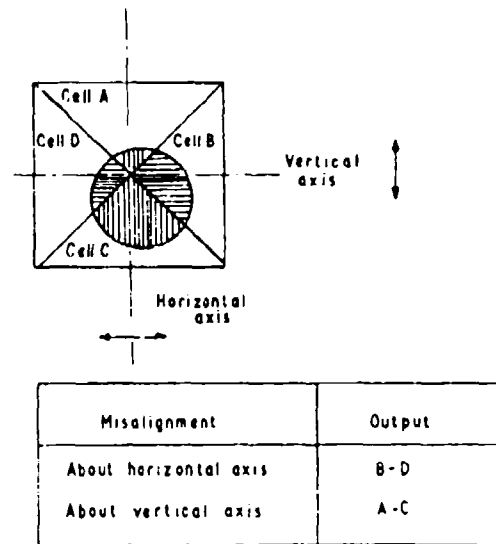 Cell A
Cell D
Cell B
Vertical
axis
Cell C
Horizontal
axis
Misalignment Output
About horizontal axis B-D
About vertical axis A-C